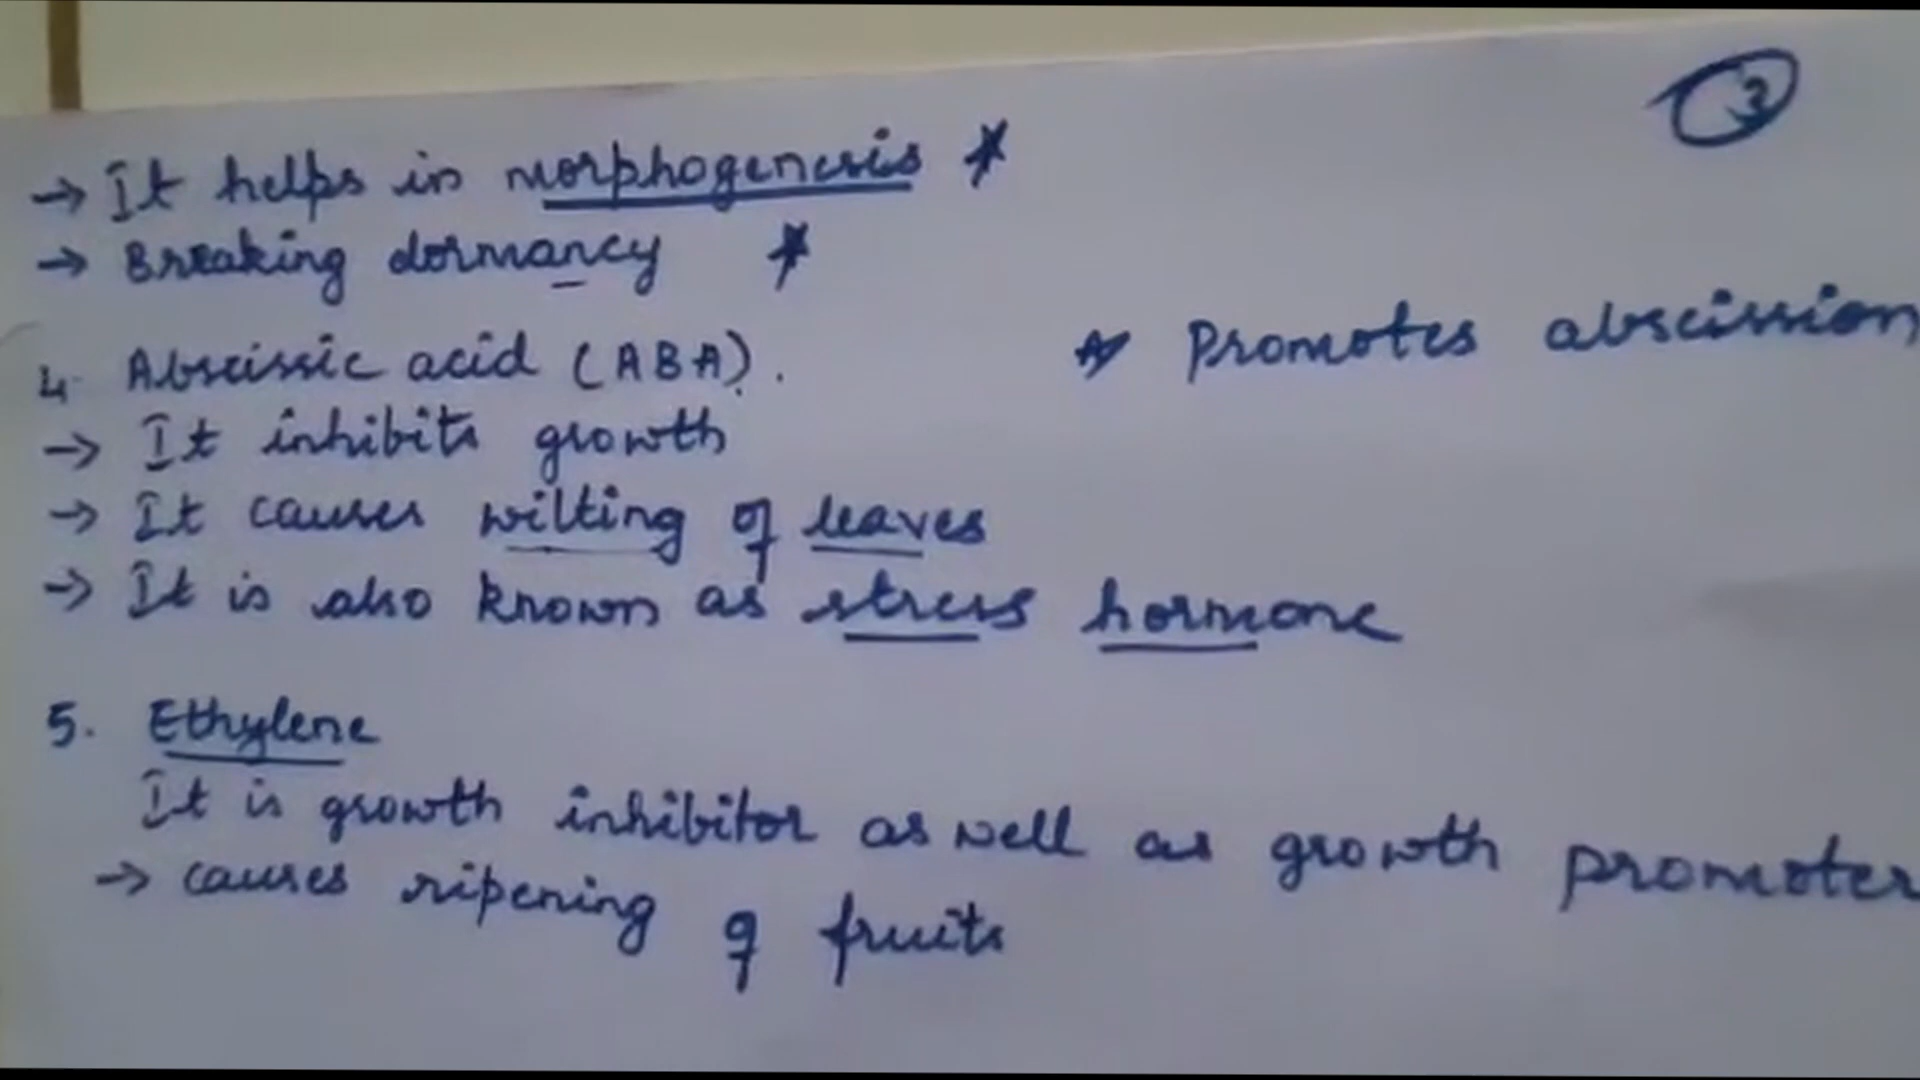 3
→ It helps in morphogenesis *
→ Breaking dormancy *
4. Abscissic acid (ABA). * Promotes abscission
→ It inhibits growth
→ It causes wilting of leaves
→ It is also known as stress hormone
5. Ethylene
It is growth inhibitor as well as growth promoter
→ causes ripening of fruits